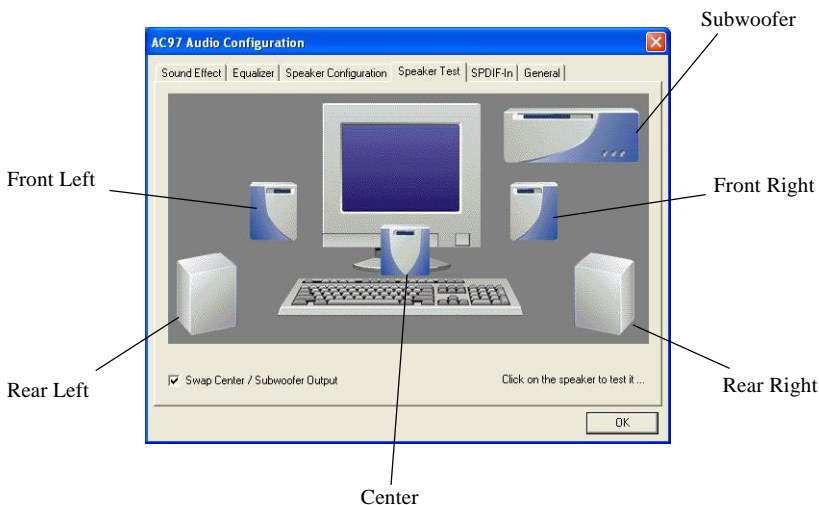 Subwoofer
AC97 Audio Configuration
Sound Effect Equalizer Speaker Configuration Speaker Test SPDIF-In General
Front Left
Front Right
Rear Left
Rear Right
Swap Center / Subwoofer Output
Click on the speaker to test it ...
OK
Center